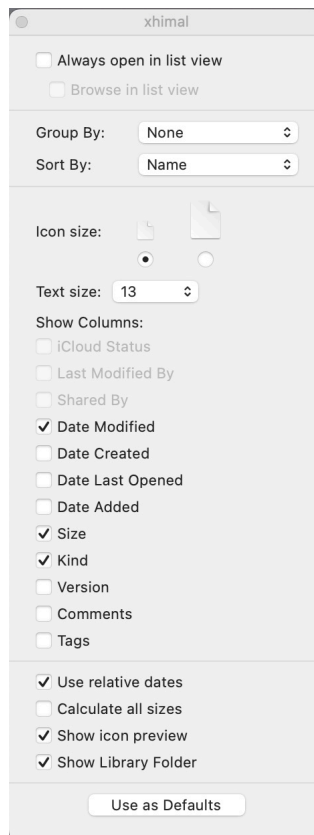 xhimal
Always open in list view
Browse in list view
Group By: None
Sort By: Name
Icon size:
Text size: 13
Show Columns:
iCloud Status
Last Modified By
Shared By
Date Modified
Date Created
Date Last Opened
Date Added
Size
Kind
Version
Comments
Tags
Use relative dates
Calculate all sizes
Show icon preview
Show Library Folder
Use as Defaults